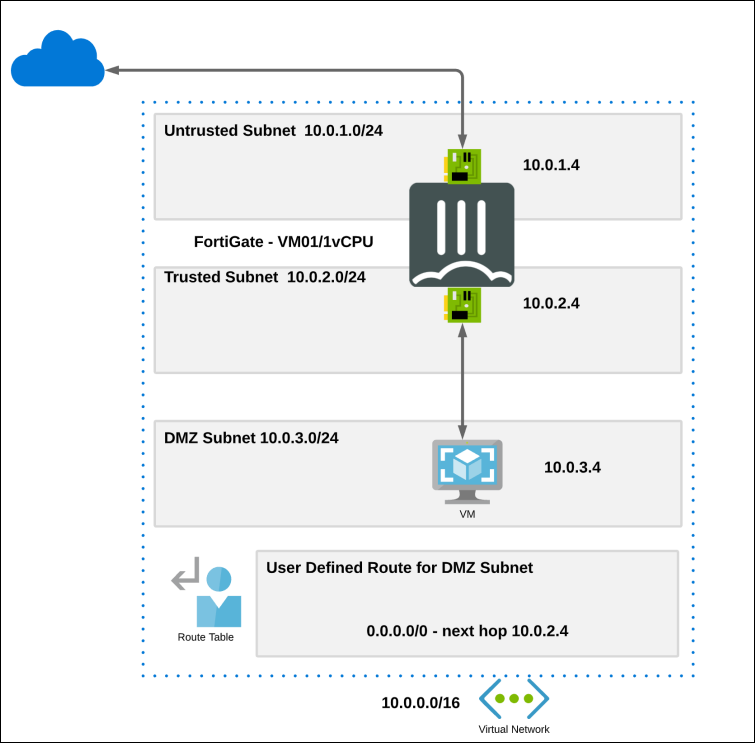 Untrusted Subnet  10.0.1.0/24
10.0.1.4
FortiGate - VM01/1vCPU
Trusted Subnet  10.0.2.0/24
10.0.2.4
DMZ Subnet 10.0.3.0/24
10.0.3.4
VM
User Defined Route for DMZ Subnet
0.0.0.0/0 - next hop 10.0.2.4
Route Table
10.0.0.0/16
Virtual Network